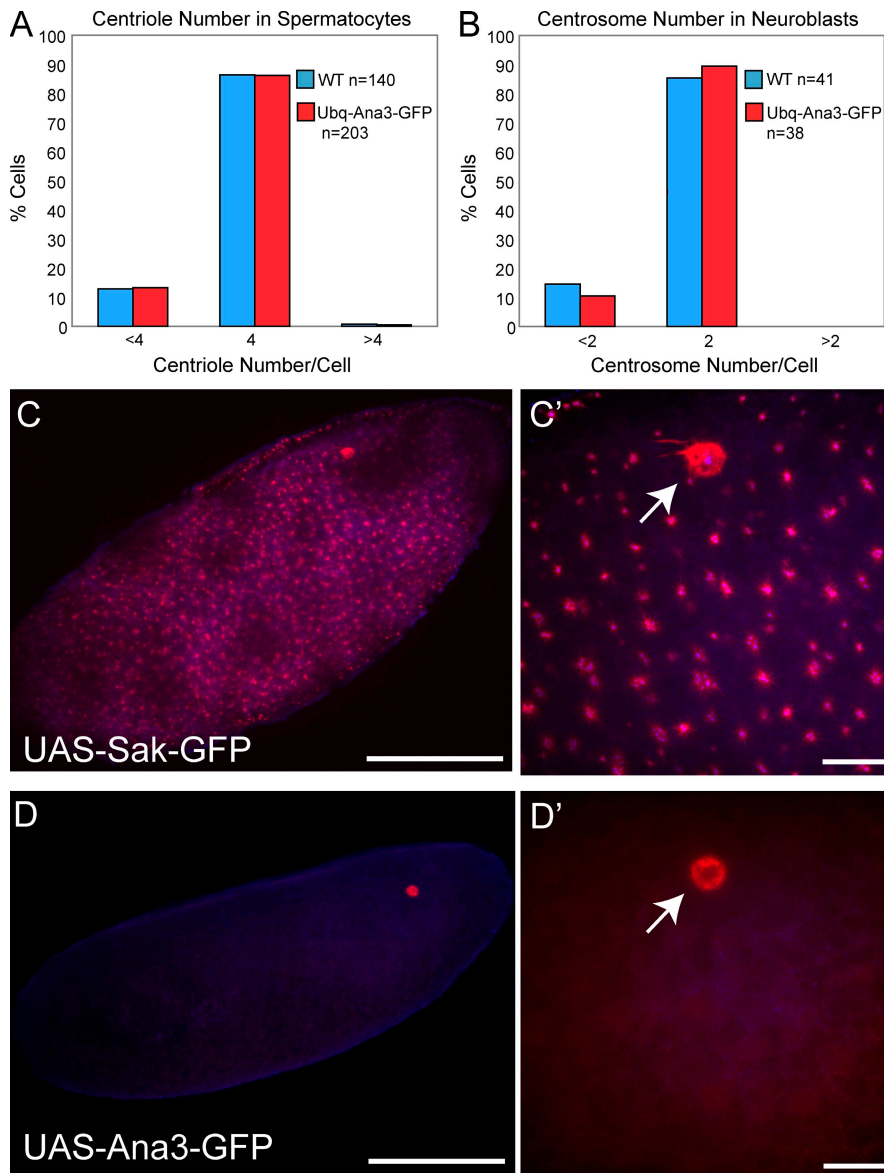 A
Centriole Number in Spermatocytes
100
90
80
70
60
50
40
30
20
10
0
% Cells
WT n=140
Ubq-Ana3-GFP
n=203
<4
4
>4
Centriole Number/Cell
B
Centrosome Number in Neuroblasts
100
90
80
70
60
50
40
30
20
10
0
% Cells
WT n=41
Ubq-Ana3-GFP
n=38
<2
2
>2
Centrosome Number/Cell
C
UAS-Sak-GFP
C’
D
UAS-Ana3-GFP
D’